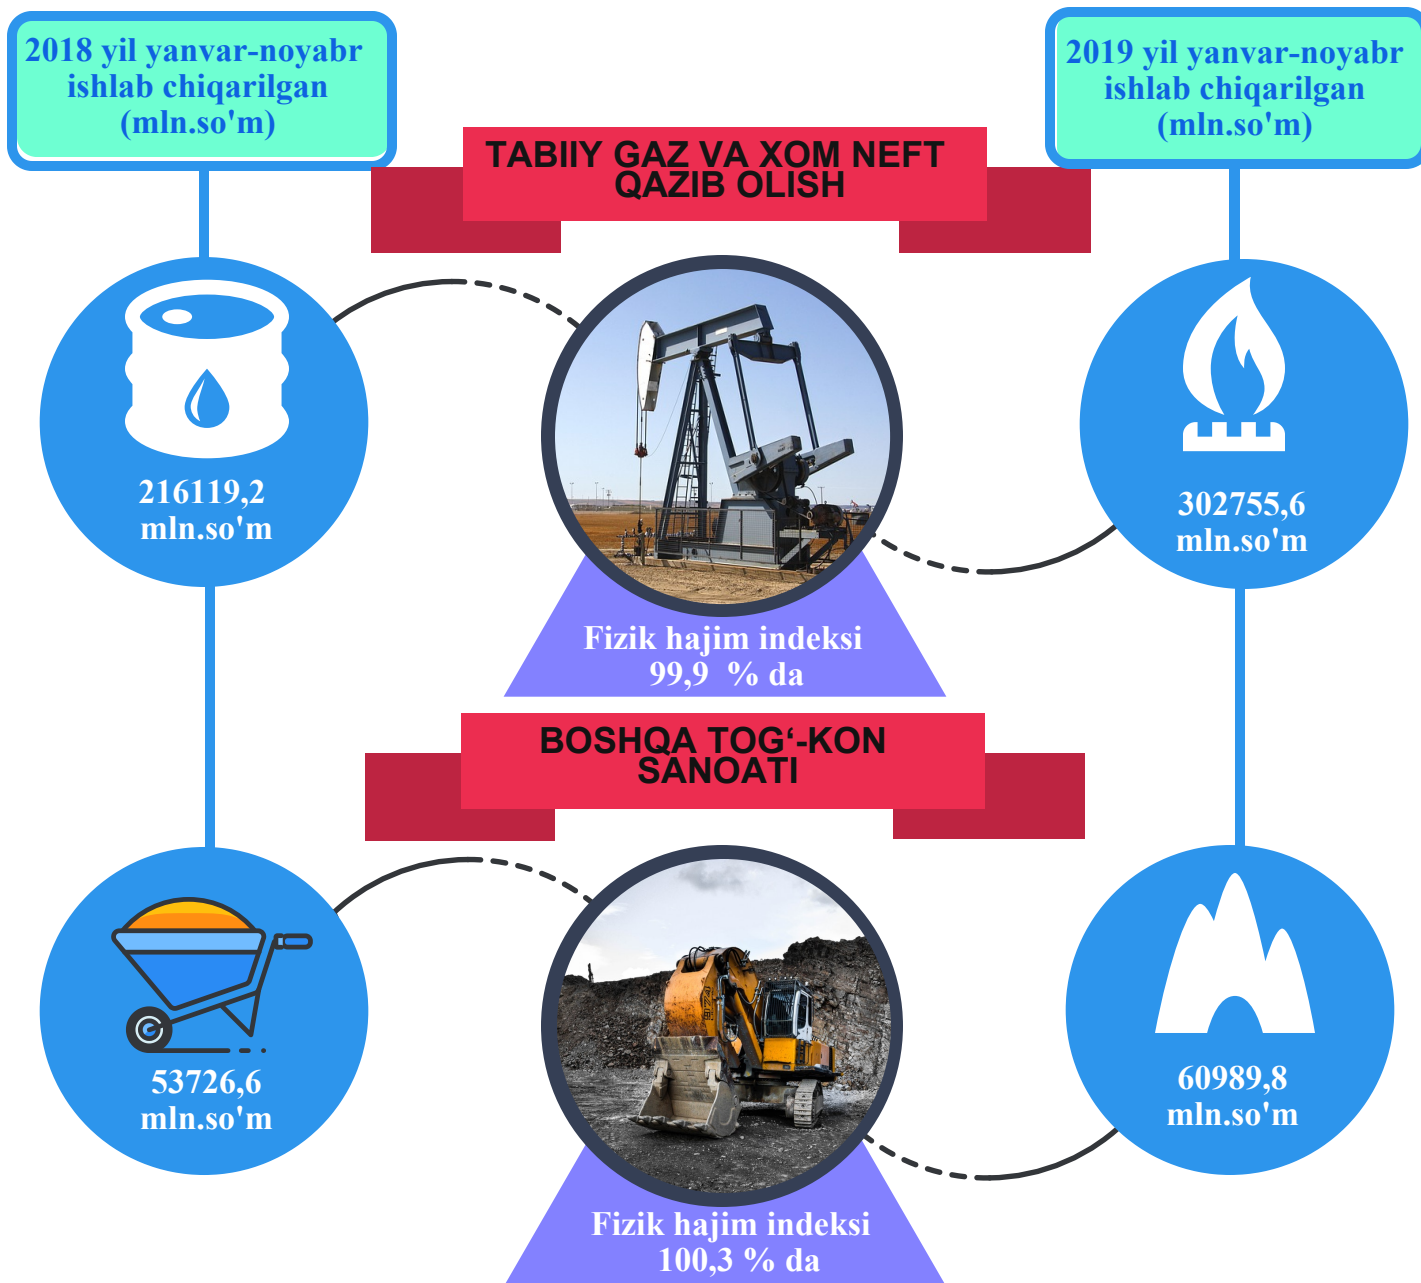 2018 yil yanvar-noyabr
ishlab chiqarilgan
(mln.so'm)
2019 yil yanvar-noyabr
ishlab chiqarilgan
(mln.so'm)
TABIIY GAZ VA XOM NEFT
QAZIB OLISH
216119,2
mln.so'm
302755,6
mln.so'm
Fizik hajim indeksi
99,9 % da
BOSHQA TOG‘-KON
SANOATI
53726,6
mln.so'm
60989,8
mln.so'm
Fizik hajim indeksi
100,3 % da